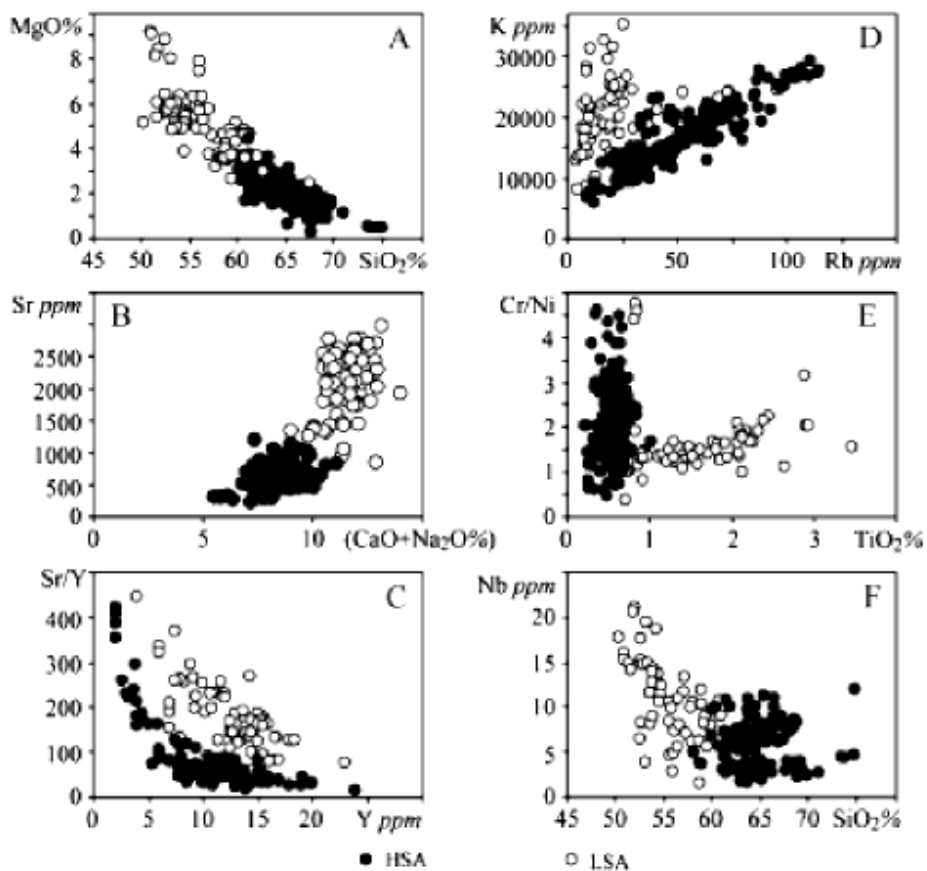 MgO%
A
8
6
4
2
0
45 50 55 60 65 70
SiO₂%
K ppm
D
30000
20000
10000
0
0 50 100
Rb ppm
Sr ppm
B
2500
2000
1500
1000
500
0
0 5 10
(CaO+Na₂O%)
Cr/Ni
E
4
3
2
1
0
0 1 2 3
TiO₂%
Sr/Y
C
400
300
200
100
0
0 5 10 15 20
Y ppm
Nb ppm
F
20
15
10
5
0
45 50 55 60 65 70
SiO₂%
HSA
LSA